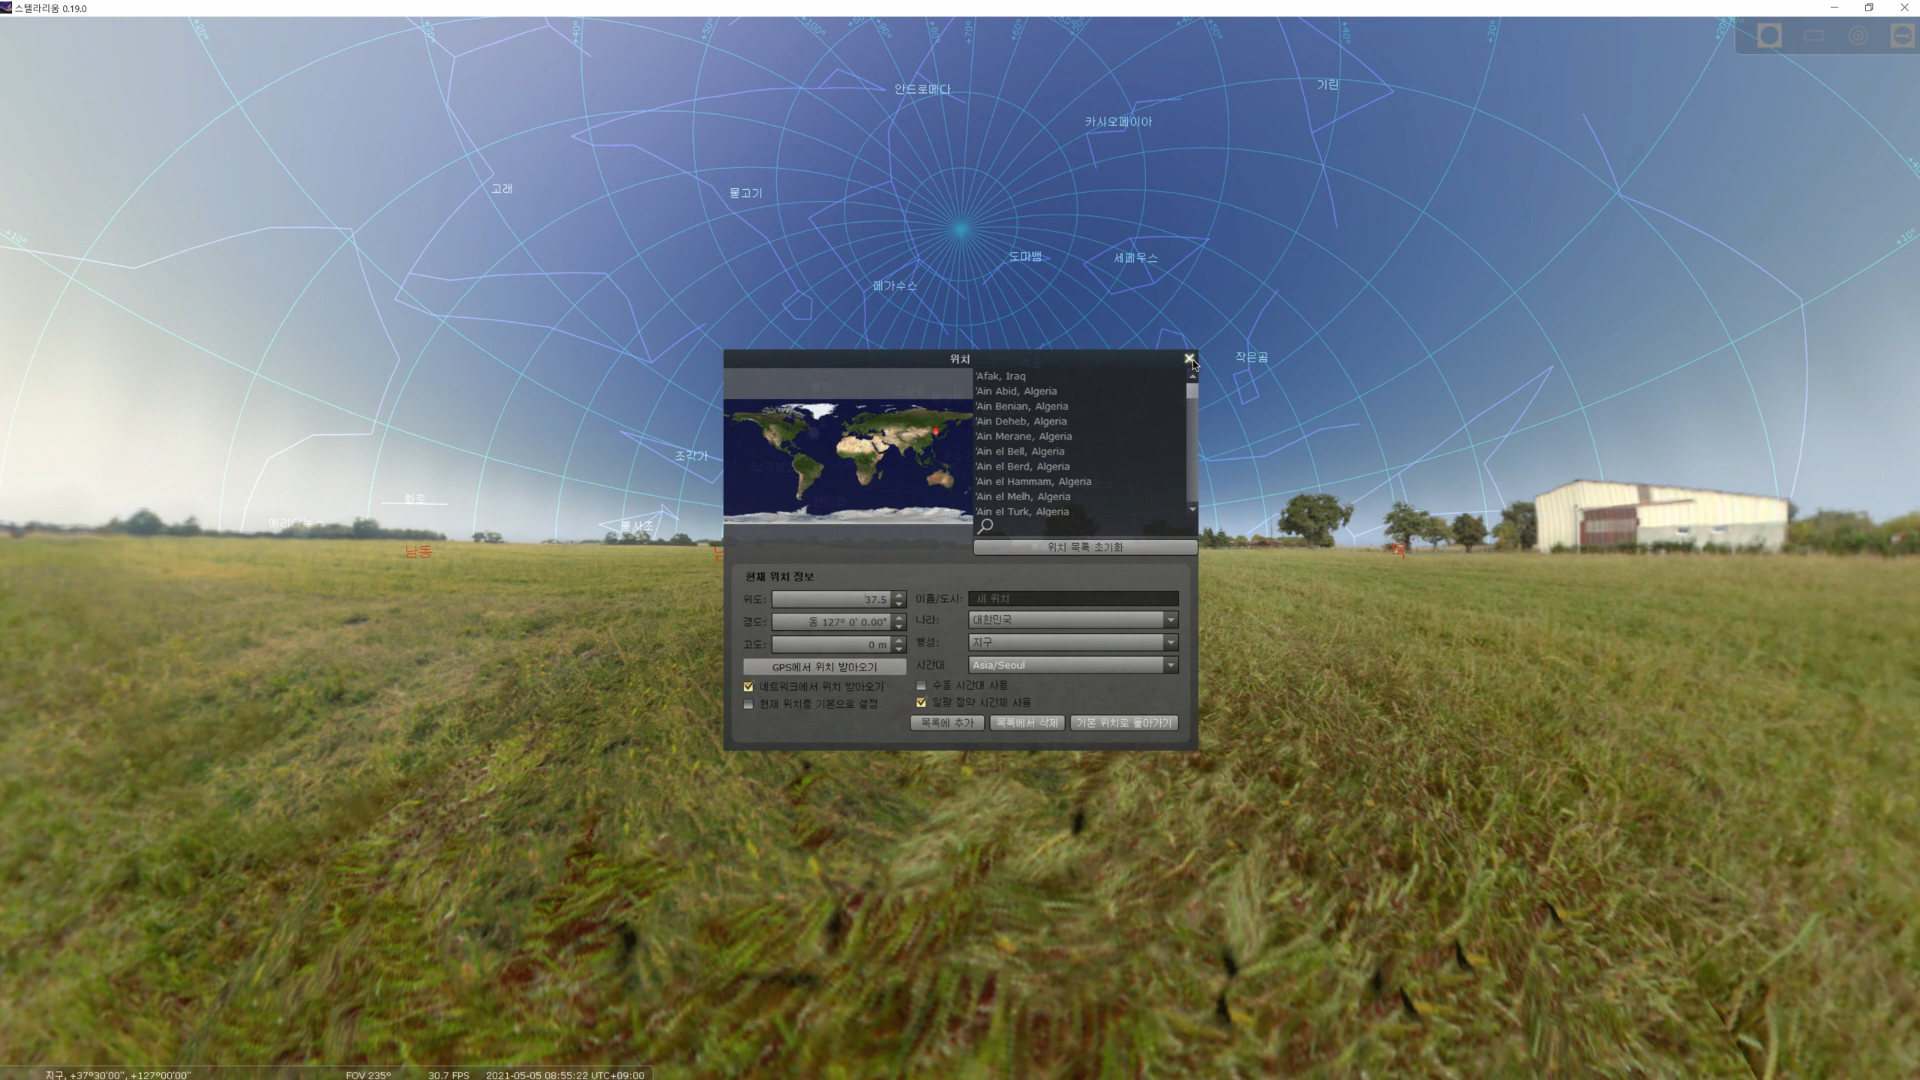 스텔라리움 0.19.0
안드로메다
기린
카시오페이아
고래
물고기
도마뱀
세페우스
페가수스
작은곰
조각가
화로
봉황
남동
북
+10°
+10°
위치
'Afak, Iraq
'Ain Abid, Algeria
'Ain Benian, Algeria
'Ain Deheb, Algeria
'Ain Merane, Algeria
'Ain el Bell, Algeria
'Ain el Berd, Algeria
'Ain el Hammam, Algeria
'Ain el Melh, Algeria
'Ain el Turk, Algeria
위치 목록 초기화
현재 위치 정보
위도: 37.5
이름/도시: 새 위치
경도: 동 127° 0' 0.00"
나라: 대한민국
고도: 0 m
행성: 지구
GPS에서 위치 받아오기
시간대 Asia/Seoul
네트워크에서 위치 받아오기
수동 시간대 사용
현재 위치를 기본으로 설정
일광 절약 시간제 사용
목록에 추가
목록에서 삭제
기본 위치로 돌아가기
지구, +37°30'00", +127°00'00"
FOV 235°
30.7 FPS
2021-05-05 08:55:22 UTC+09:00